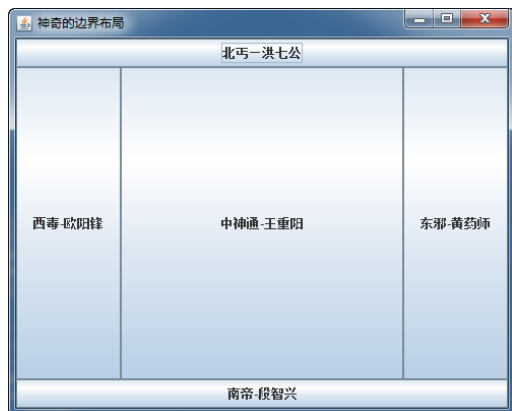 神奇的边界布局
北丐一洪七公
西毒-欧阳锋
中神通-王重阳
东邪-黄药师
南帝-段智兴